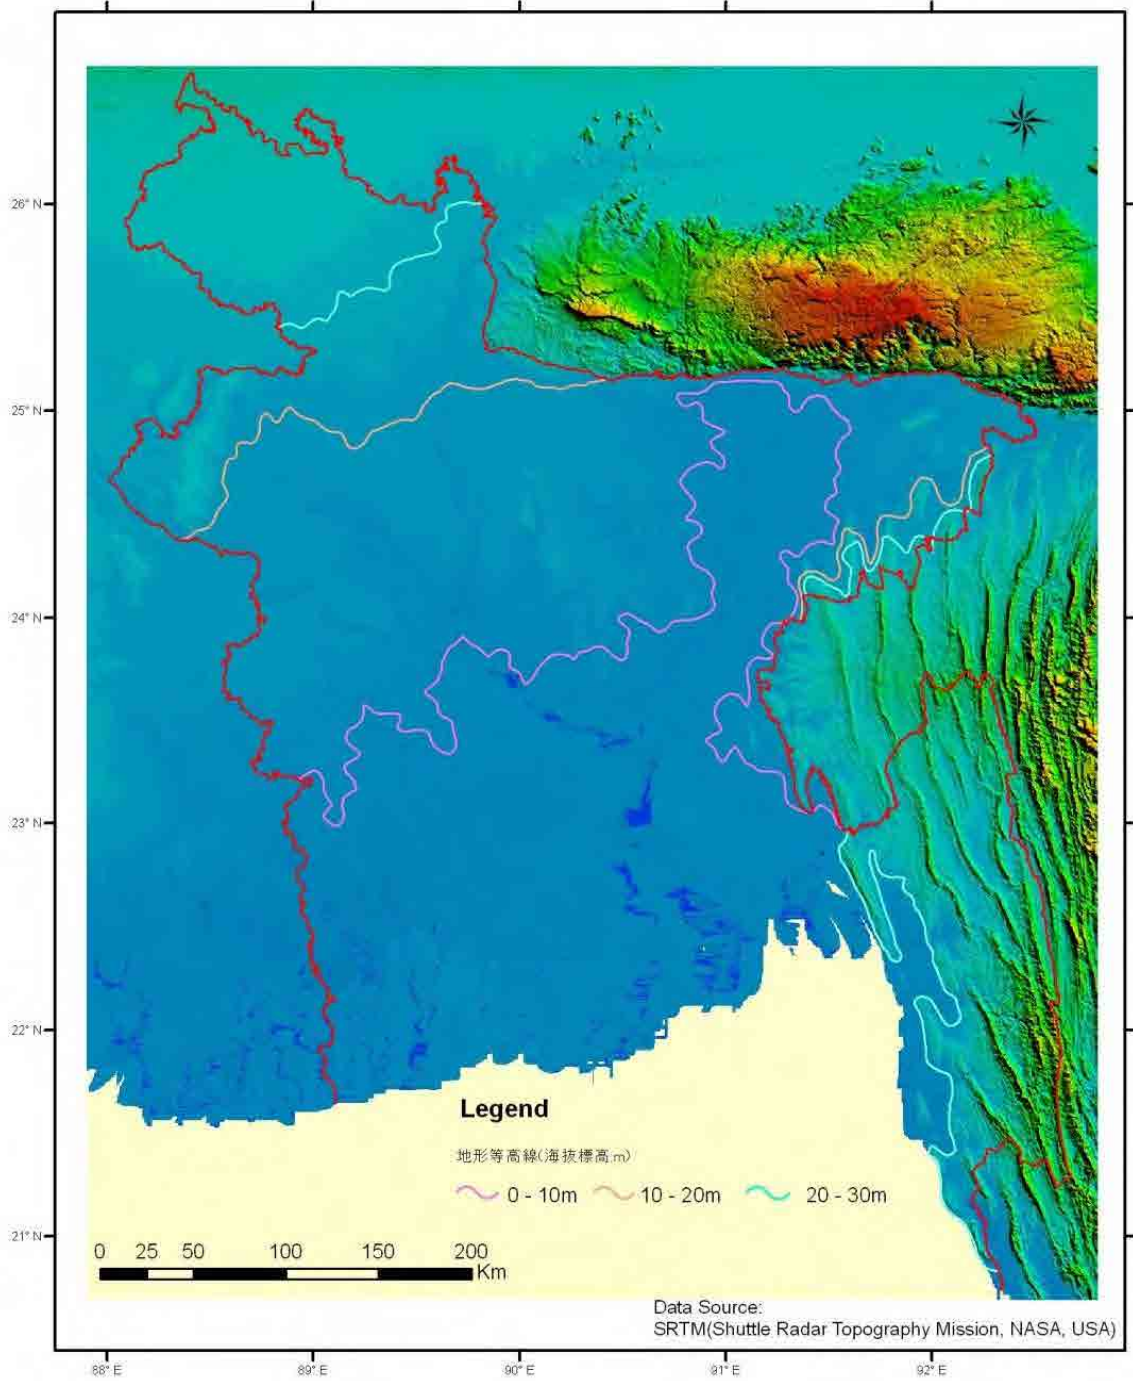 26° N
25° N
24° N
23° N
22° N
21° N
Legend
地形等高線(海抜標高:m)
0 - 10m 10 - 20m 20 - 30m
0 25 50 100 150 200
Km
Data Source:
SRTM(Shuttle Radar Topography Mission, NASA, USA)
88° E 89° E 90° E 91° E 92° E